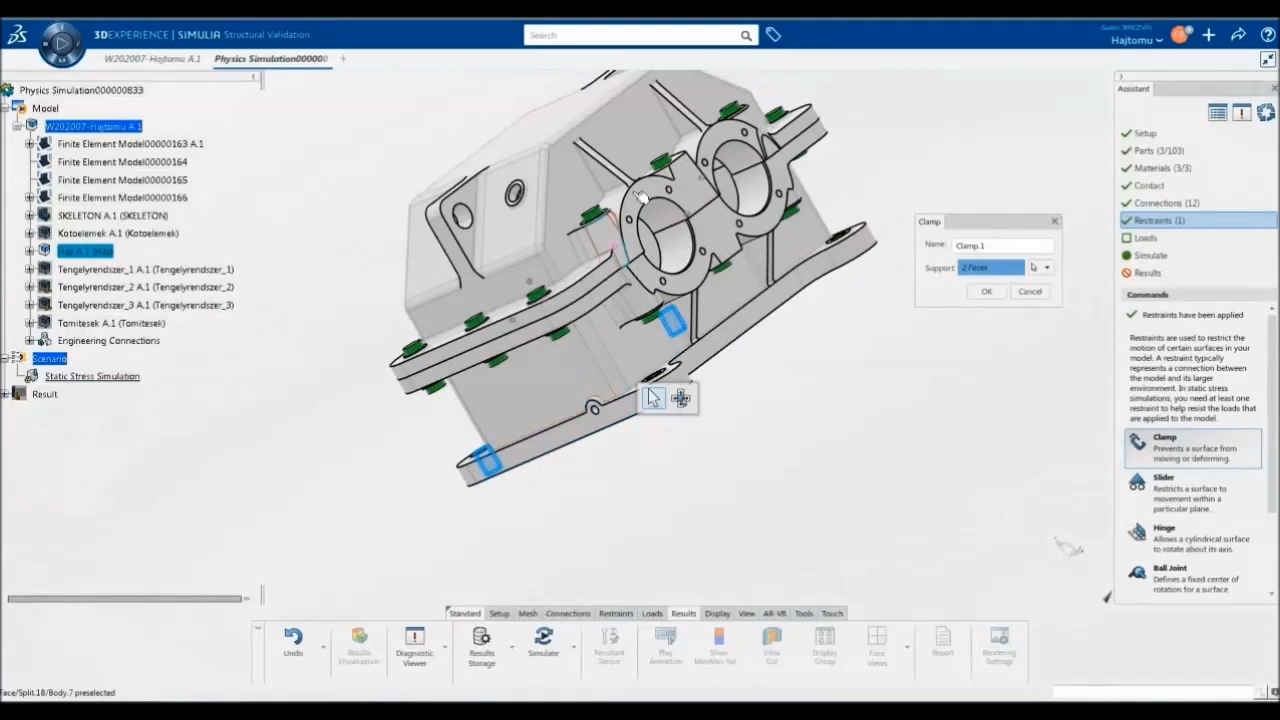 3DEXPERIENCE | SIMULIA Structural Validation
Search
Hajtomu
W202007-Hajtomu A.1
Physics Simulation00000
Physics Simulation000000833
Model
W202007-Hajtomu A.1
Finite Element Model00000163 A.1
Finite Element Model00000164
Finite Element Model00000165
Finite Element Model00000166
SKELETON A.1 (SKELETON)
Kotoelemek A.1 (Kotoelemek)
Haz A.1 (Haz)
Tengelyrendszer_1 A.1 (Tengelyrendszer_1)
Tengelyrendszer_2 A.1 (Tengelyrendszer_2)
Tengelyrendszer_3 A.1 (Tengelyrendszer_3)
Tomitesek A.1 (Tomitesek)
Engineering Connections
Scenario
Static Stress Simulation
Result
Clamp
Name: Clamp.1
Support: 2 Faces
OK Cancel
Assistant
Setup
Parts (3/103)
Materials (3/3)
Contact
Connections (12)
Restraints (1)
Loads
Simulate
Results
Commands
Restraints have been applied
Restraints are used to restrict the
motion of certain surfaces in your
model. A restraint typically
represents a connection between
the model and its larger
environment. In static stress
simulations, you need at least one
restraint to help resist the loads that
are applied to the model.
Clamp
Prevents a surface from
moving or deforming.
Slider
Restricts a surface to
movement within a
particular plane.
Hinge
Allows a cylindrical surface
to rotate about its axis.
Ball Joint
Defines a fixed center of
rotation for a surface
Standard Setup Mesh Connections Restraints Loads Results Display View AR-VR Tools Touch
Undo
Results
Visualization
Diagnostic
Viewer
Results
Storage
Simulate
Resultant
Sensor
Play
Animation
Show
Min/Max Val.
View
Cut
Display
Group
Four
Views
Report
Rendering
Settings
Face/Split.18/Body.7 preselected